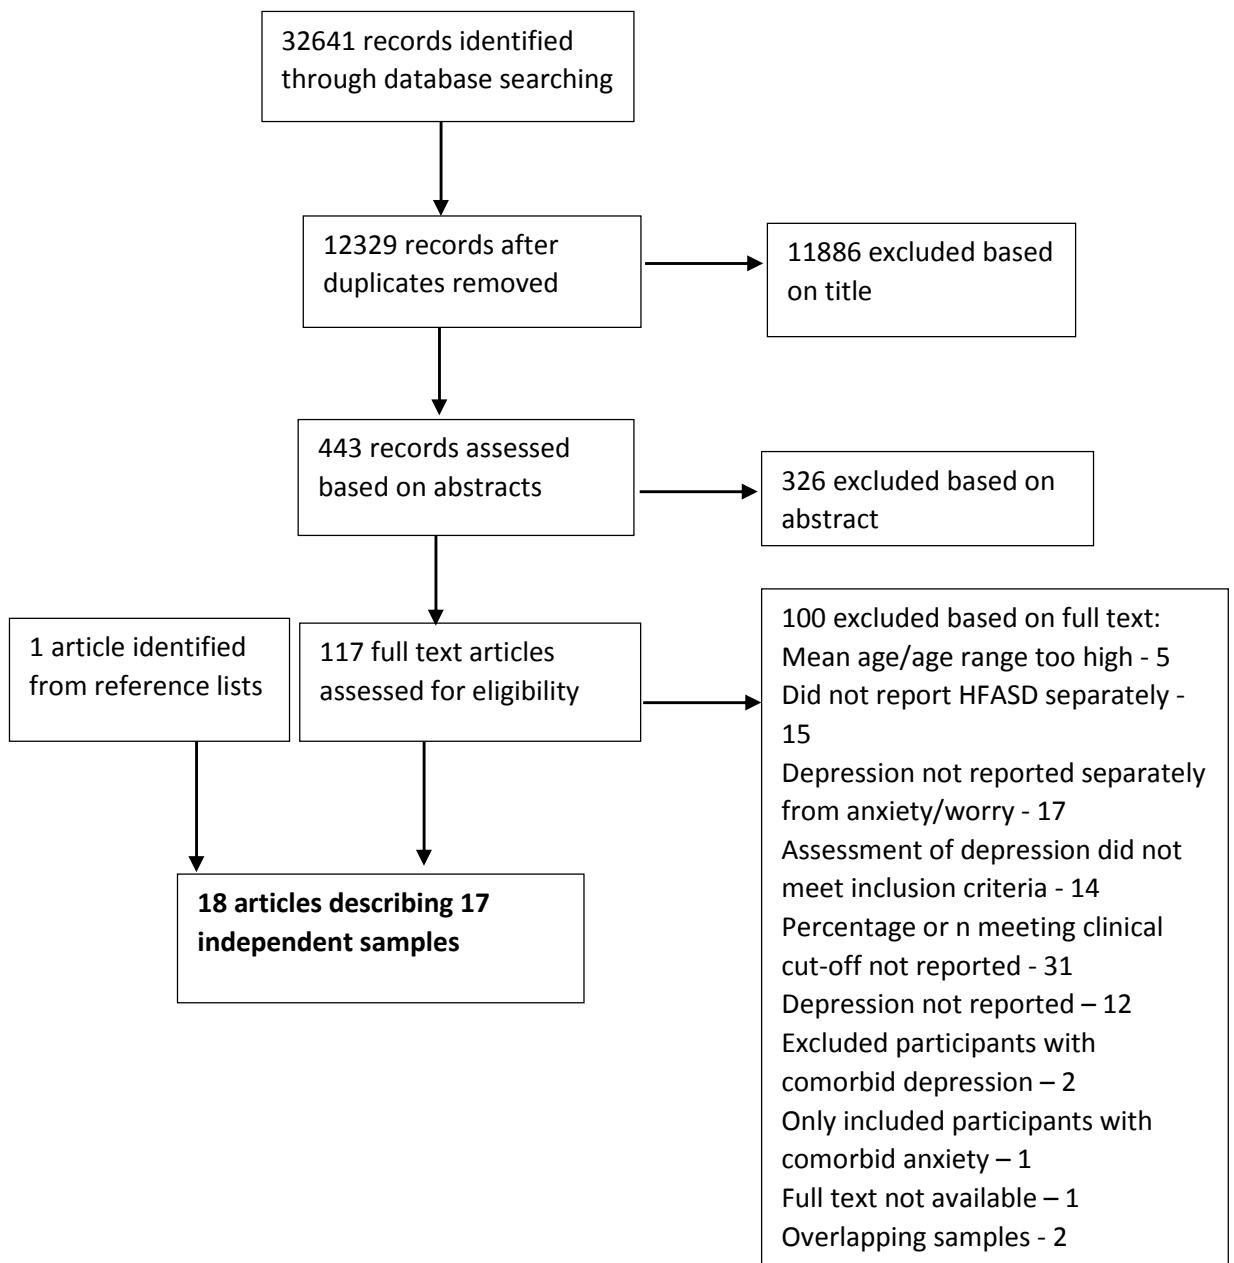 32641 records identified
through database searching
12329 records after
duplicates removed
11886 excluded based
on title
443 records assessed
based on abstracts
326 excluded based on
abstract
1 article identified
from reference lists
117 full text articles
assessed for eligibility
100 excluded based on full text:
Mean age/age range too high - 5
Did not report HFASD separately -
15
Depression not reported separately
from anxiety/worry - 17
Assessment of depression did not
meet inclusion criteria - 14
Percentage or n meeting clinical
cut-off not reported - 31
Depression not reported – 12
Excluded participants with
comorbid depression – 2
Only included participants with
comorbid anxiety – 1
Full text not available – 1
Overlapping samples - 2
18 articles describing 17
independent samples